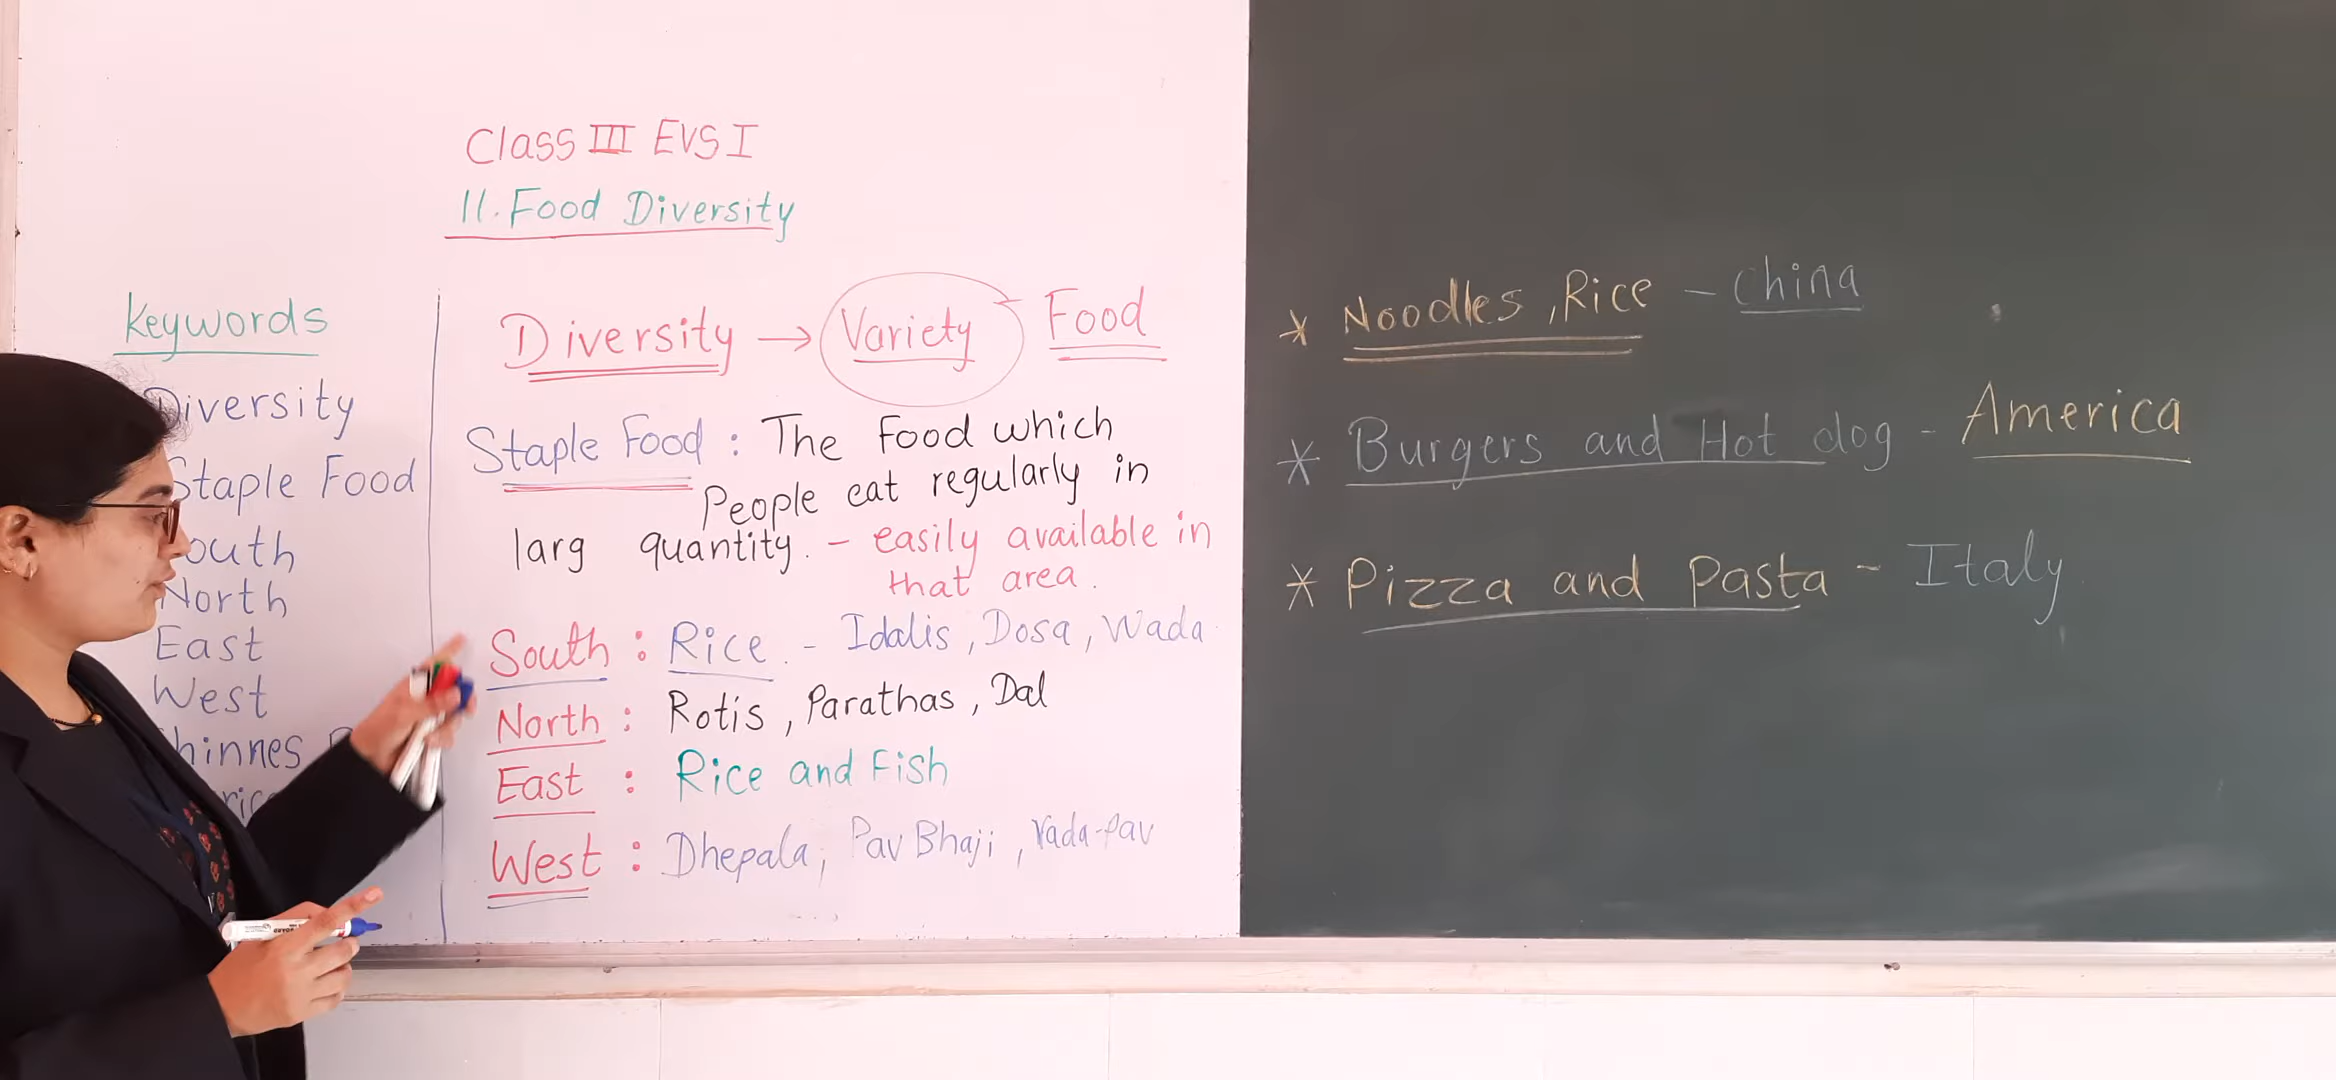 Class III EVS I
11. Food Diversity
Keywords
Diversity
Staple Food
South
North
East
West
Chinnes
Diversity → Variety Food
Staple Food : The Food which
People eat regularly in
larg quantity. – easily available in
that area.
South : Rice. - Idalis, Dosa, Wada
North : Rotis, Parathas, Dal
East : Rice and Fish
West : Dhepala, Pav Bhaji, Vada-Pav
* Noodles, Rice – China
* Burgers and Hot dog - America
* Pizza and Pasta - Italy